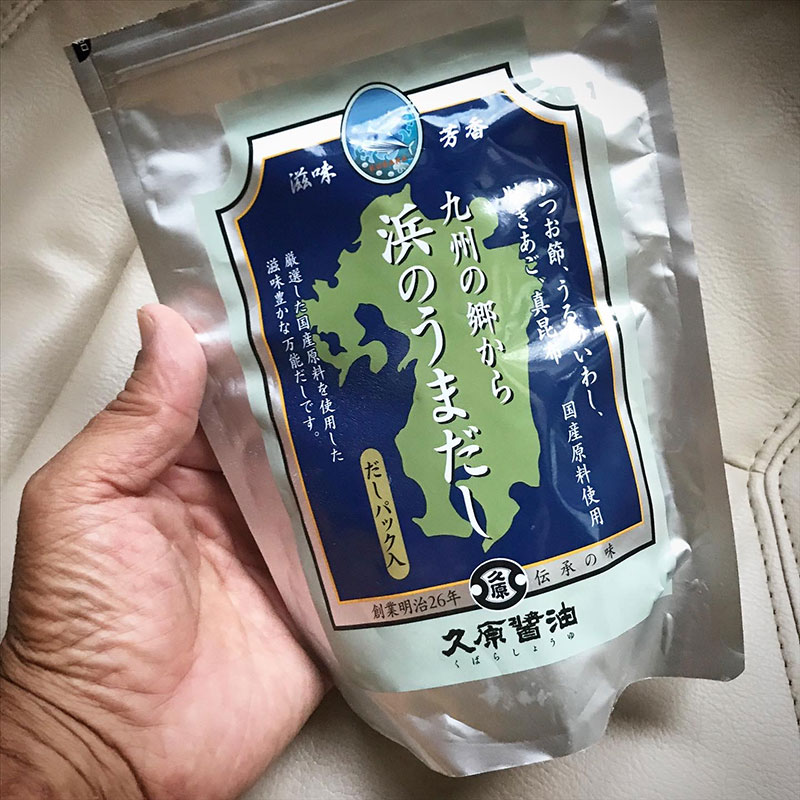 滋味
芳香
かつお節、うるめいわし、
焼きあご、真昆布
国産原料使用
九州の郷から
浜のうまだし
厳選した国産原料を使用した
滋味豊かな万能だしです。
だしパック入
創業明治26年
久原
伝承の味
久原醤油
くばらしょうゆ